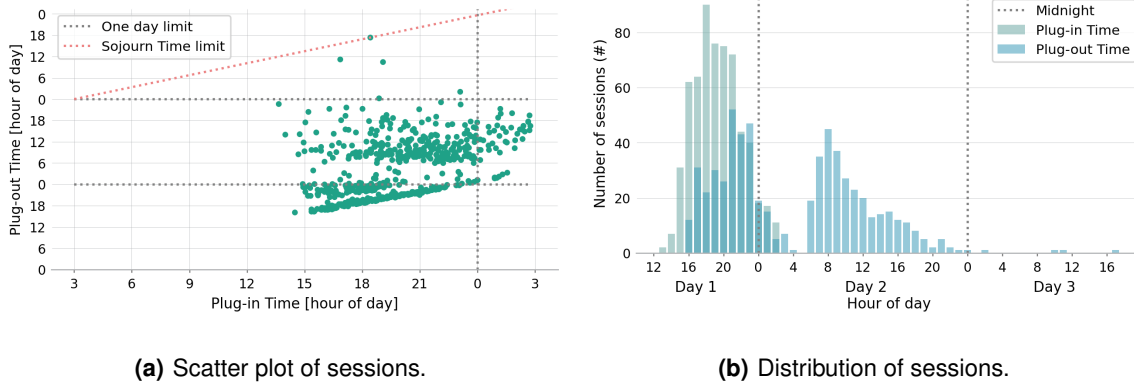 0
18
12
6
0
18
12
6
0
18
12
6
0
Plug-out Time [hour of day]
One day limit
Sojourn Time limit
3 6 9 12 15 18 21 0 3
Plug-in Time [hour of day]
(a) Scatter plot of sessions.
80
60
40
20
0
Number of sessions (#)
Midnight
Plug-in Time
Plug-out Time
12 16 20 0 4 8 12 16 20 0 4 8 12 16
Day 1 Day 2 Day 3
Hour of day
(b) Distribution of sessions.